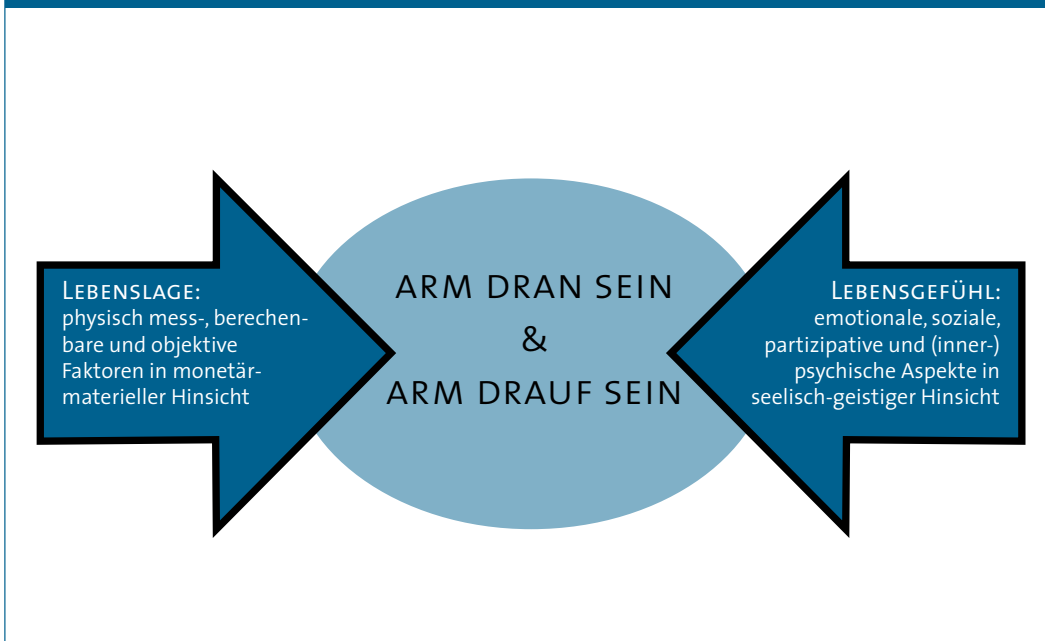 LEBENSLAGE:
physisch mess-, berechen-
bare und objektive
Faktoren in monetär-
materieller Hinsicht
ARM DRAN SEIN
&
ARM DRAUF SEIN
LEBENSGEFÜHL:
emotionale, soziale,
partizipative und (inner-)
psychische Aspekte in
seelisch-geistiger Hinsicht